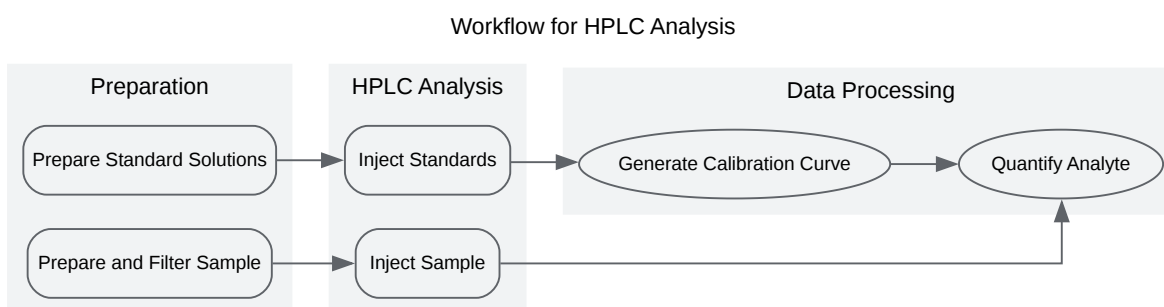 Workflow for HPLC Analysis
Preparation
HPLC Analysis
Data Processing
Prepare Standard Solutions
Inject Standards
Generate Calibration Curve
Quantify Analyte
Prepare and Filter Sample
Inject Sample